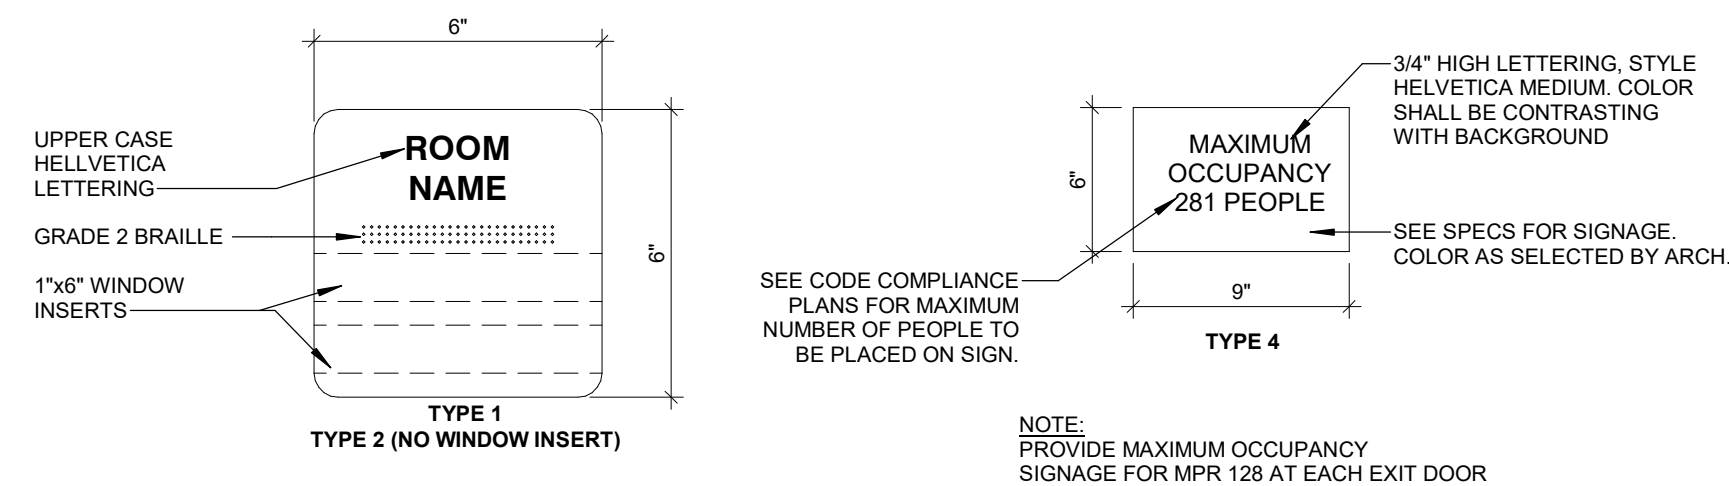 6"
UPPER CASE
HELLVETICA
LETTERING
ROOM
NAME
GRADE 2 BRAILLE
1"x6" WINDOW
INSERTS
6"
TYPE 1
TYPE 2 (NO WINDOW INSERT)
3/4" HIGH LETTERING, STYLE
HELVETICA MEDIUM. COLOR
SHALL BE CONTRASTING
WITH BACKGROUND
6"
MAXIMUM
OCCUPANCY
281 PEOPLE
SEE SPECS FOR SIGNAGE.
COLOR AS SELECTED BY ARCH.
SEE CODE COMPLIANCE
PLANS FOR MAXIMUM
NUMBER OF PEOPLE TO
BE PLACED ON SIGN.
9"
TYPE 4
NOTE:
PROVIDE MAXIMUM OCCUPANCY
SIGNAGE FOR MPR 128 AT EACH EXIT DOOR